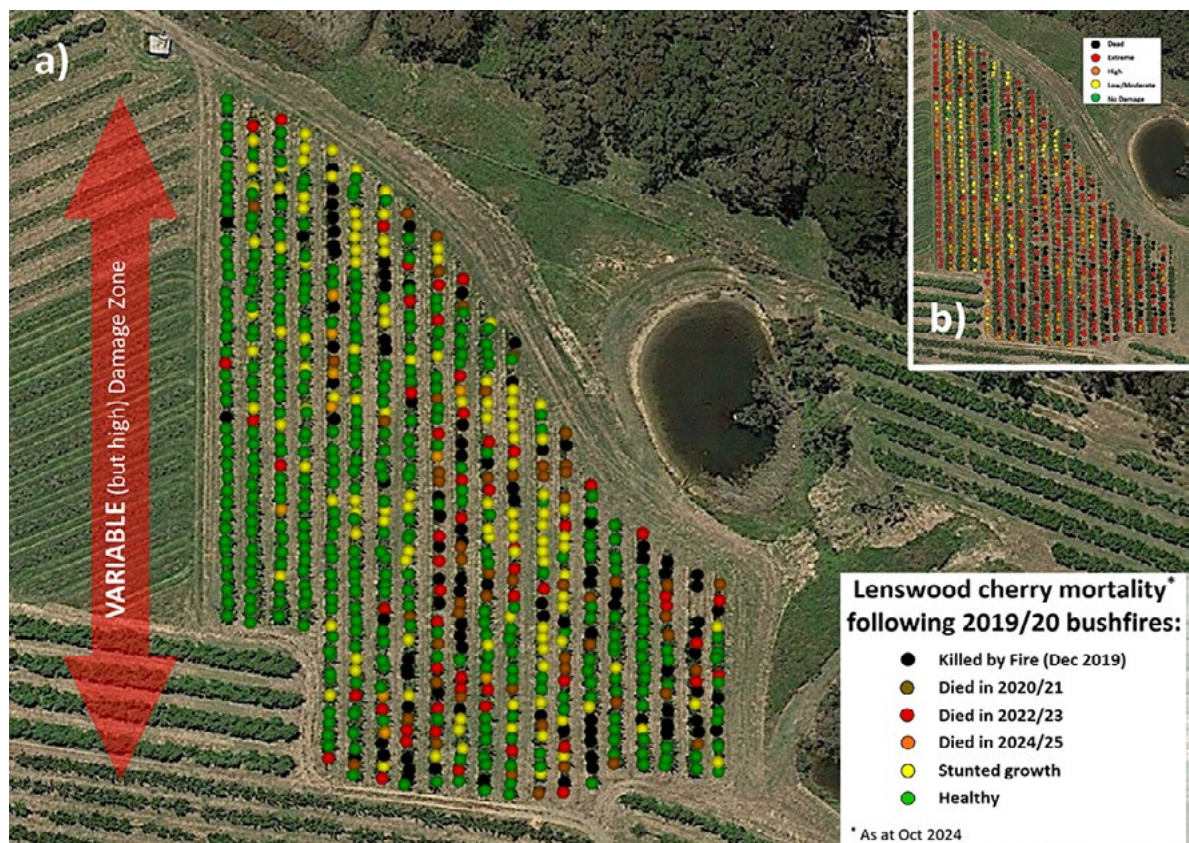 a)
VARIABLE (but high) Damage Zone
Dead
Extreme
High
Low/Moderate
No Damage
b)
Lenswood cherry mortality*
following 2019/20 bushfires:
Killed by Fire (Dec 2019)
Died in 2020/21
Died in 2022/23
Died in 2024/25
Stunted growth
Healthy
* As at Oct 2024